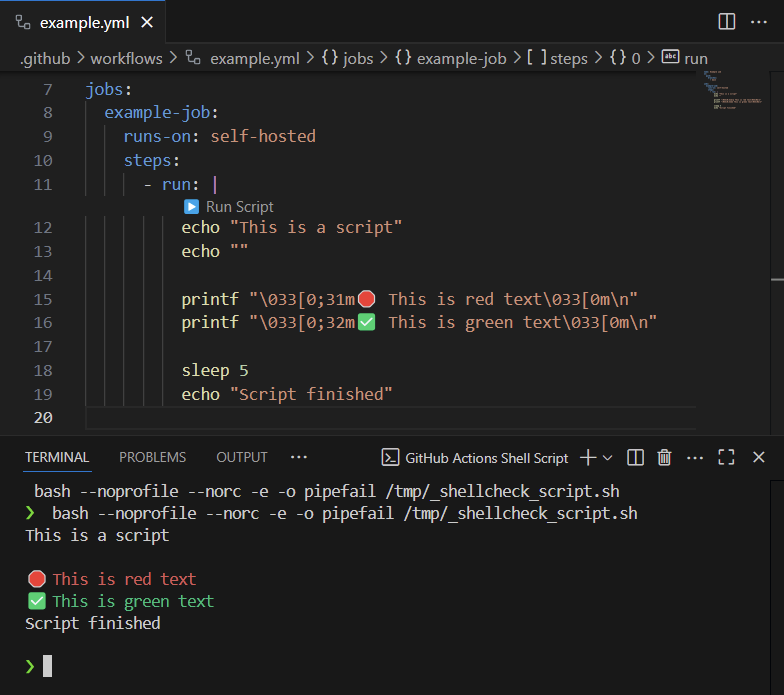 example.yml
.github > workflows > example.yml > {} jobs > {} example-job > [ ] steps > {} 0 > abc run
7 jobs:
8 example-job:
9 runs-on: self-hosted
10 steps:
11 - run: |
Run Script
12 echo "This is a script"
13 echo ""
14
15 printf "\033[0;31m🛑 This is red text\033[0m\n"
16 printf "\033[0;32m✅ This is green text\033[0m\n"
17
18 sleep 5
19 echo "Script finished"
20
TERMINAL PROBLEMS OUTPUT ··· GitHub Actions Shell Script
bash --noprofile --norc -e -o pipefail /tmp/_shellcheck_script.sh
❯ bash --noprofile --norc -e -o pipefail /tmp/_shellcheck_script.sh
This is a script
🛑 This is red text
✅ This is green text
Script finished
❯